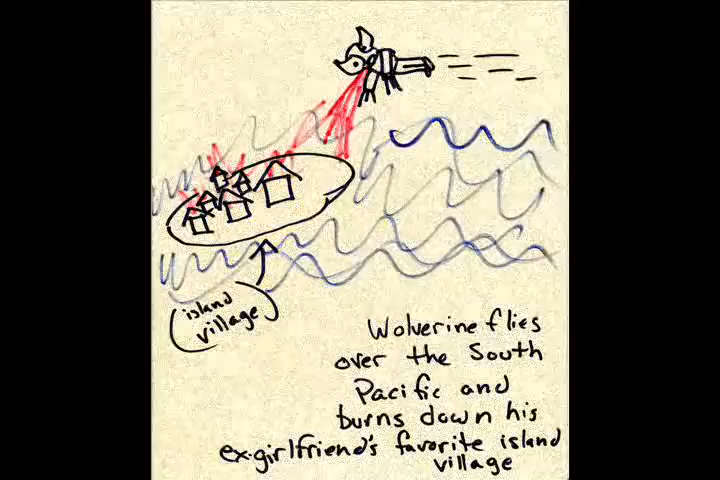 (island
village)
Wolverine flies
over the South
Pacific and
burns down his
ex-girlfriend's favorite island
village